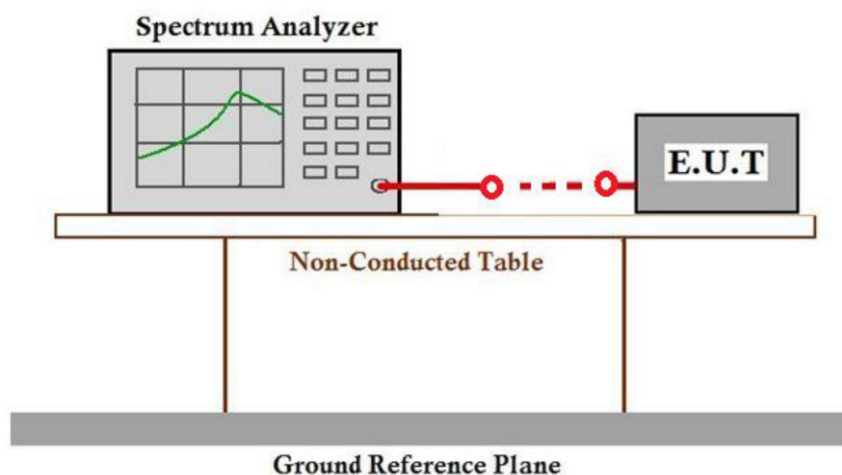 Spectrum Analyzer
E.U.T
Non-Conducted Table
Ground Reference Plane